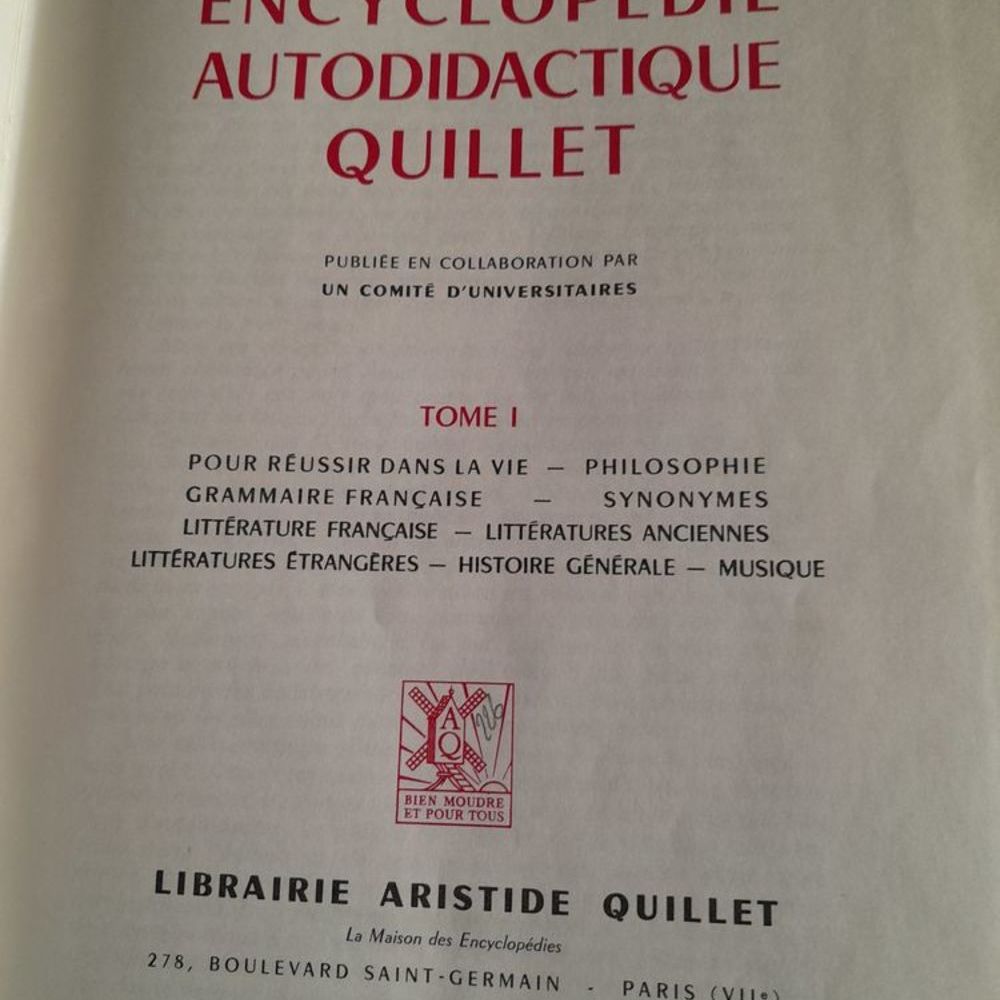 ENCYCLOPÉDIE
AUTODIDACTIQUE
QUILLET
PUBLIÉE EN COLLABORATION PAR
UN COMITÉ D'UNIVERSITAIRES
TOME I
POUR RÉUSSIR DANS LA VIE — PHILOSOPHIE
GRAMMAIRE FRANÇAISE — SYNONYMES
LITTÉRATURE FRANÇAISE — LITTÉRATURES ANCIENNES
LITTÉRATURES ÉTRANGÈRES — HISTOIRE GÉNÉRALE — MUSIQUE
A
Q
BIEN MOUDRE
ET POUR TOUS
LIBRAIRIE ARISTIDE QUILLET
La Maison des Encyclopédies
278, BOULEVARD SAINT-GERMAIN - PARIS (VIIe)